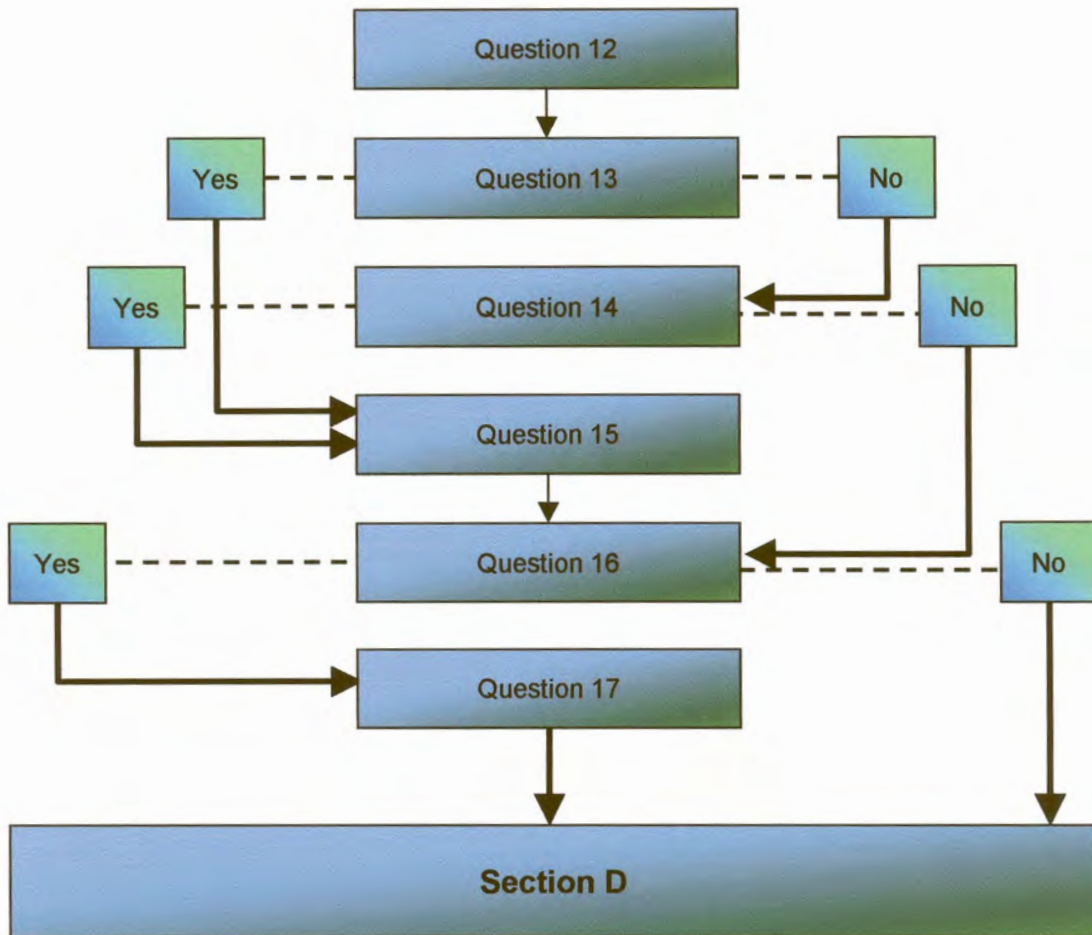 Question 12
Yes
Question 13
No
Yes
Question 14
No
Question 15
Yes
Question 16
No
Question 17
Section D